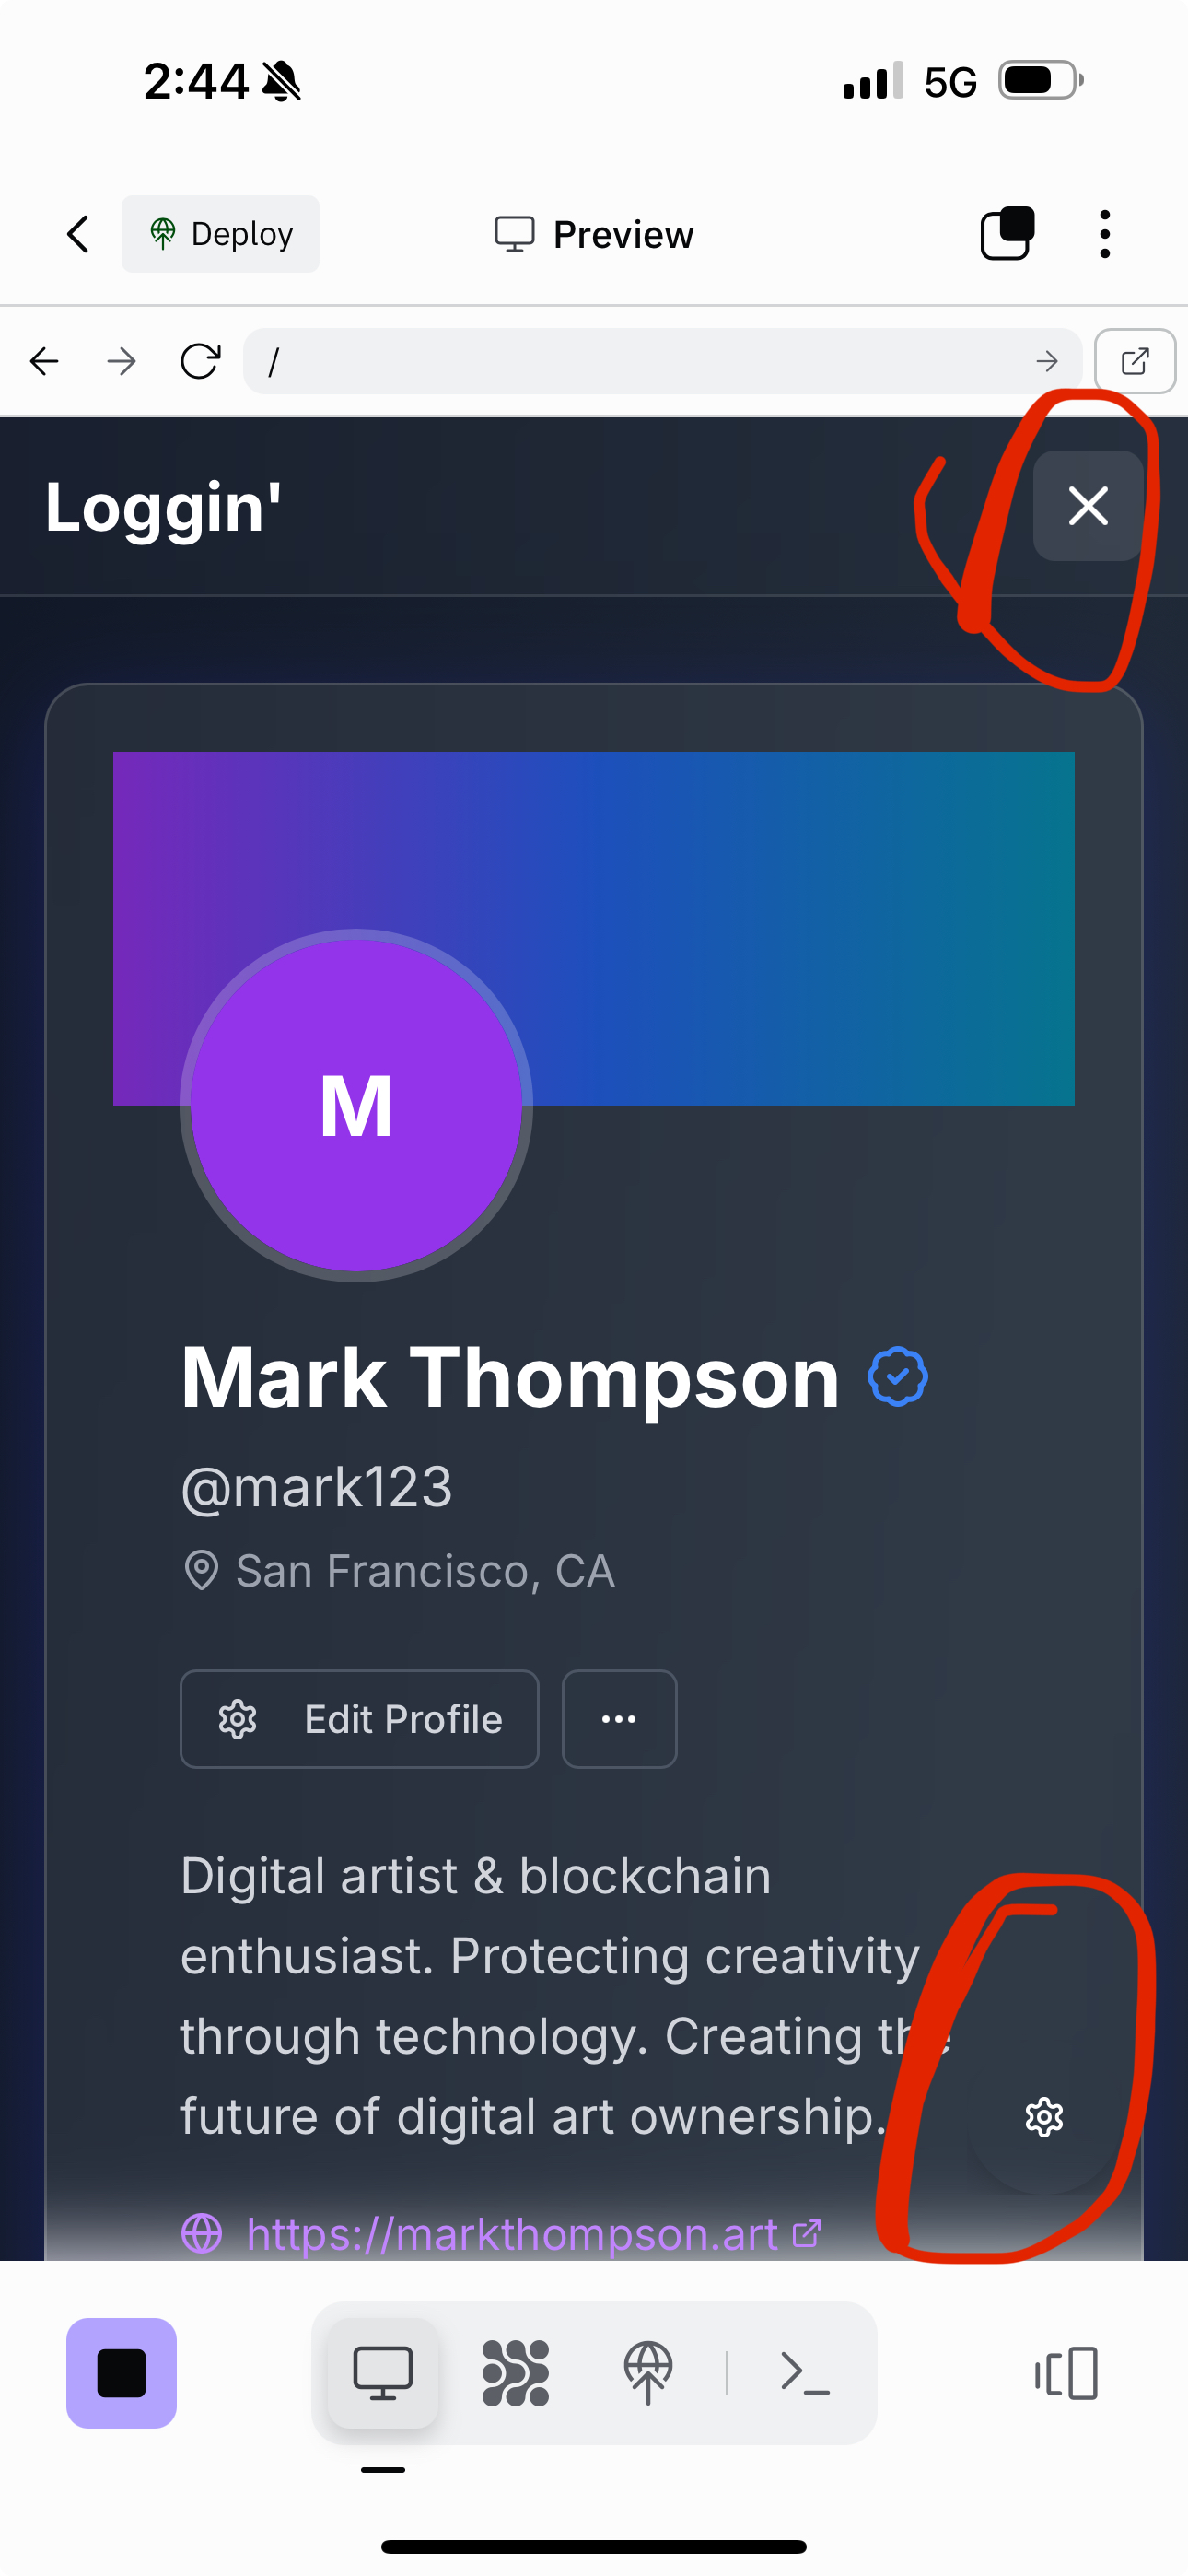 2:44
5G
Deploy
Preview
/
Loggin'
M
Mark Thompson
@mark123
San Francisco, CA
Edit Profile
Digital artist & blockchain
enthusiast. Protecting creativity
through technology. Creating the
future of digital art ownership.
https://markthompson.art